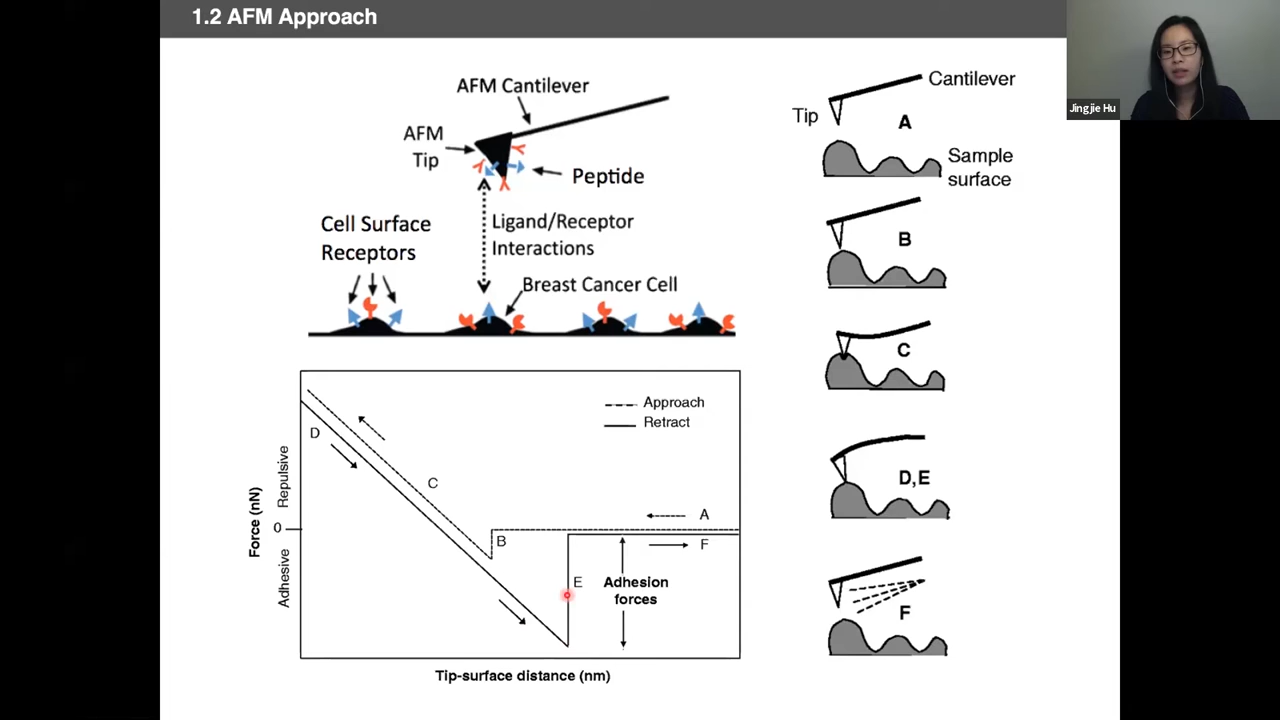 1.2 AFM Approach
Jingjie Hu
AFM Cantilever
AFM
Tip
Peptide
Cell Surface
Receptors
Ligand/Receptor
Interactions
Breast Cancer Cell
Cantilever
Tip
A
Sample
surface
B
C
D,E
F
Force (nN)
Repulsive
0
Adhesive
Approach
Retract
D
C
A
B
F
E
Adhesion
forces
Tip-surface distance (nm)